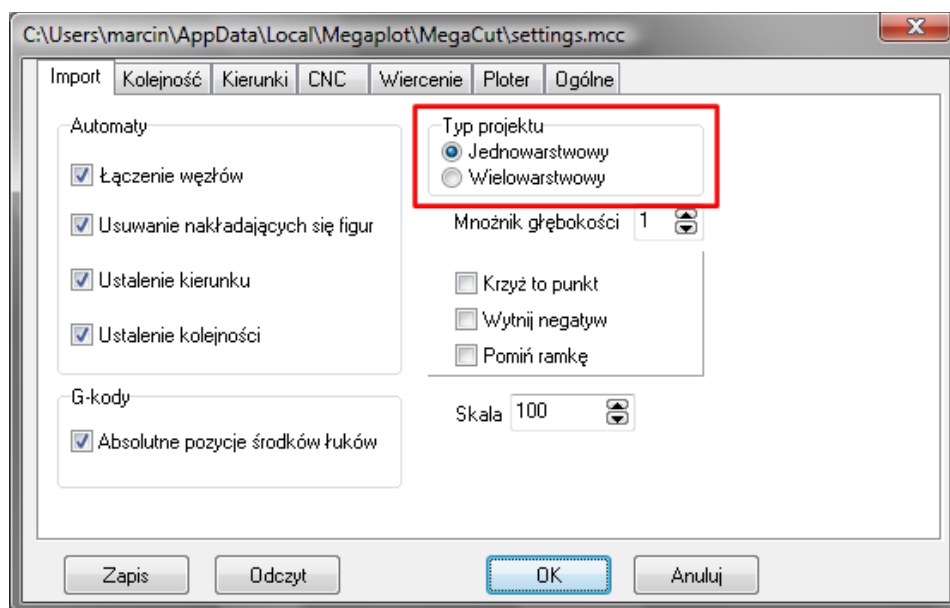 C:\Users\marcin\AppData\Local\Megaplot\MegaCut\settings.mcc
Import Kolejność Kierunki CNC Wiercenie Ploter Ogólne
Automaty
Łączenie węzłów
Usuwanie nakładających się figur
Ustalenie kierunku
Ustalenie kolejności
G-kody
Absolutne pozycje środków łuków
Typ projektu
Jednowarstwowy
Wielowarstwowy
Mnożnik głębokości 1
Krzyż to punkt
Wytnij negatyw
Pomiń ramkę
Skala 100
Zapis Odczyt OK Anuluj